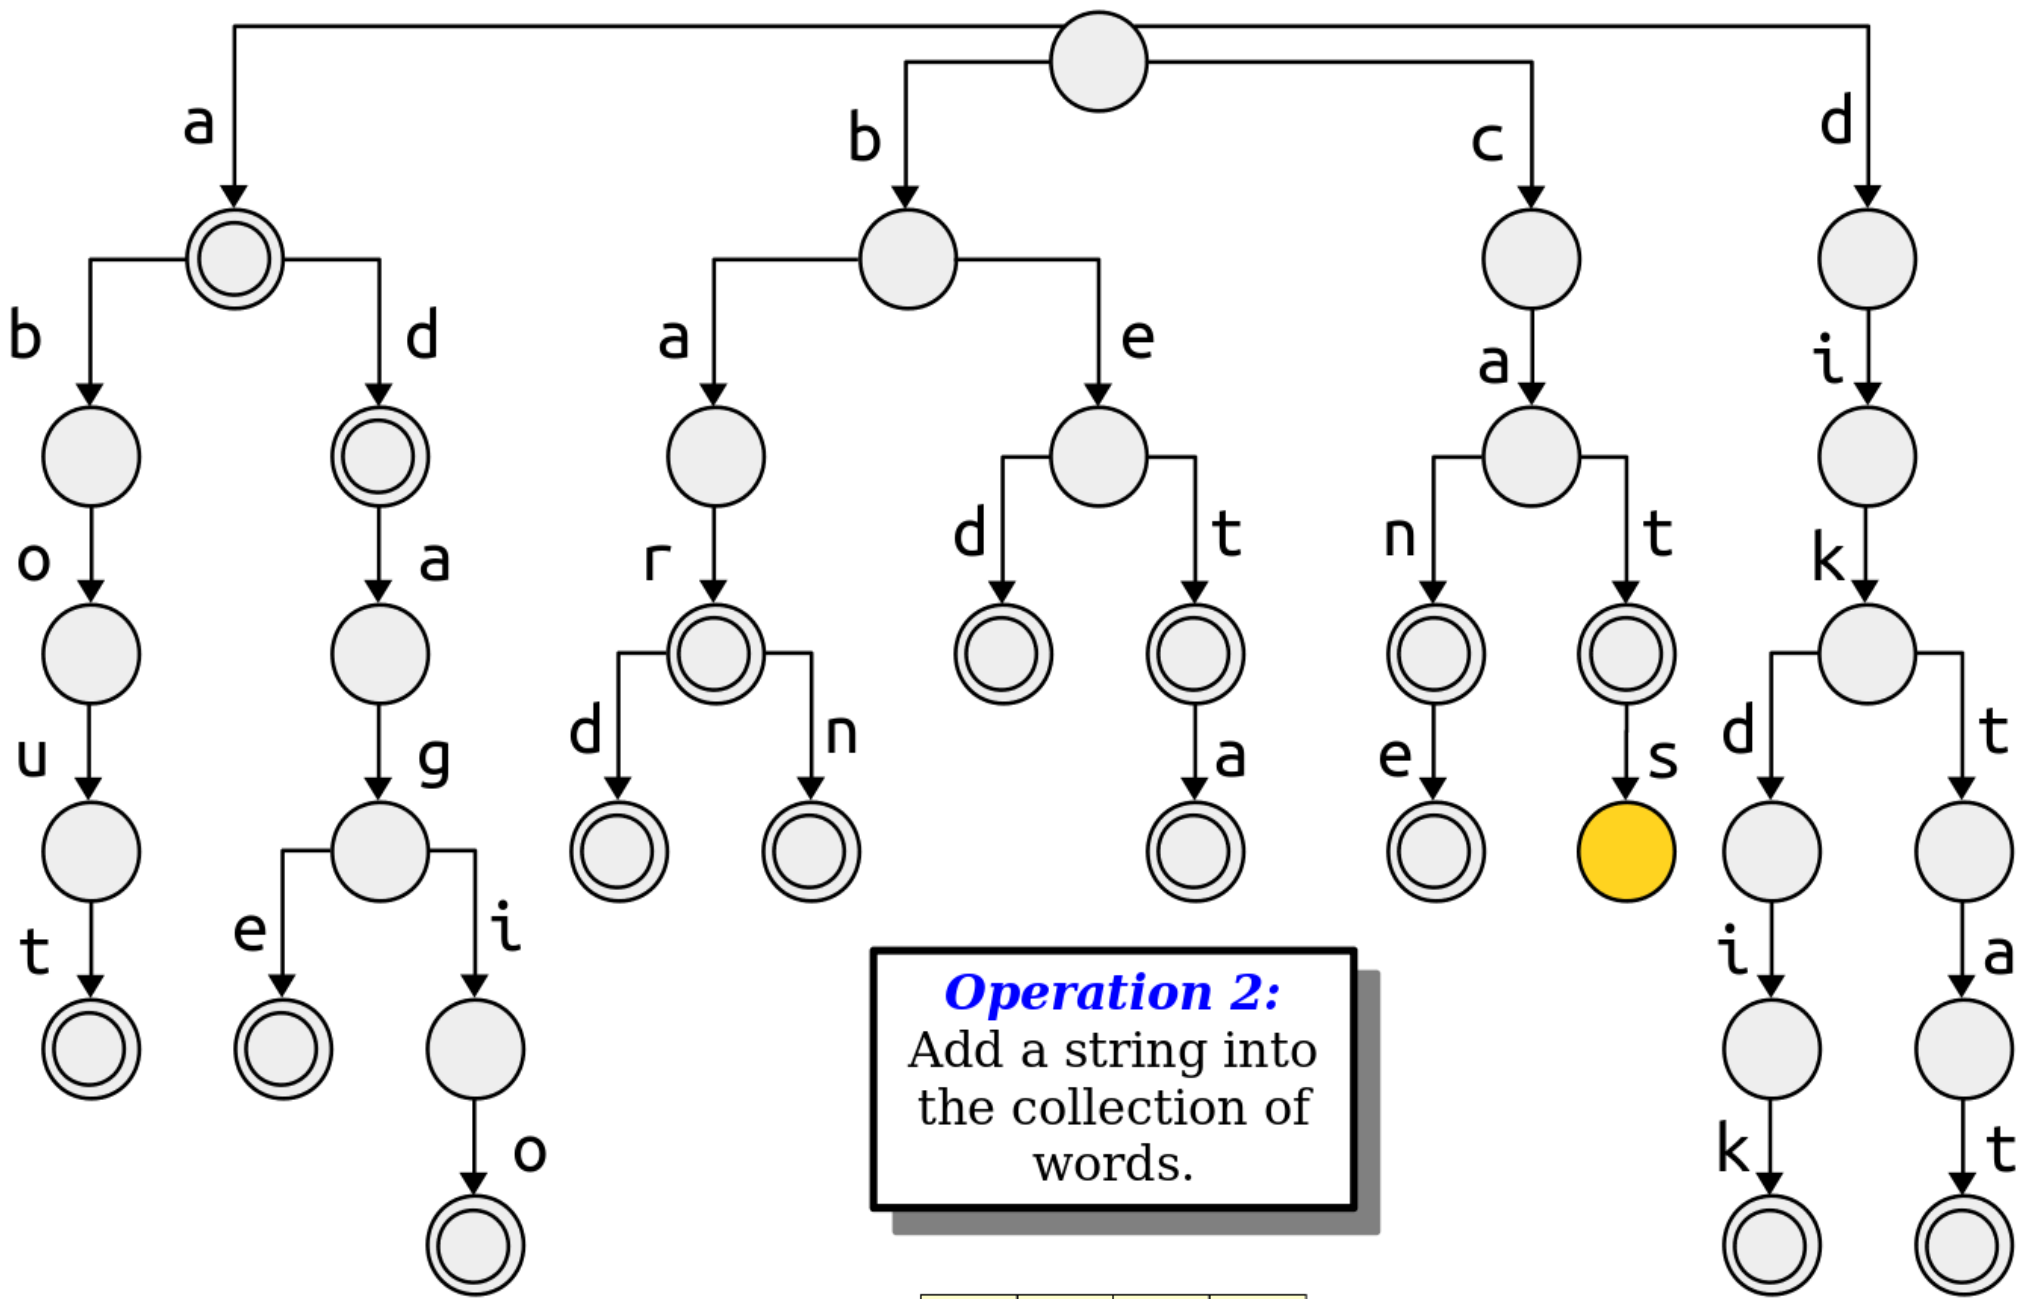 a
b
c
d
b
d
a
e
a
i
o
a
r
d
t
n
t
k
u
g
d
n
a
e
s
d
t
t
e
i
i
a
o
k
t
Operation 2:
Add a string into
the collection of
words.